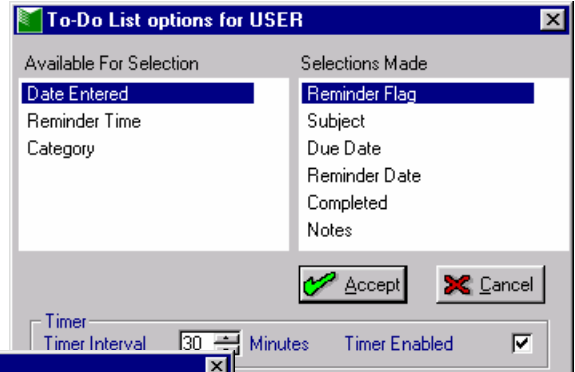 To-Do List options for USER
Available For Selection
Selections Made
Date Entered
Reminder Time
Category
Reminder Flag
Subject
Due Date
Reminder Date
Completed
Notes
Accept
Cancel
Timer
Timer Interval 30 Minutes Timer Enabled